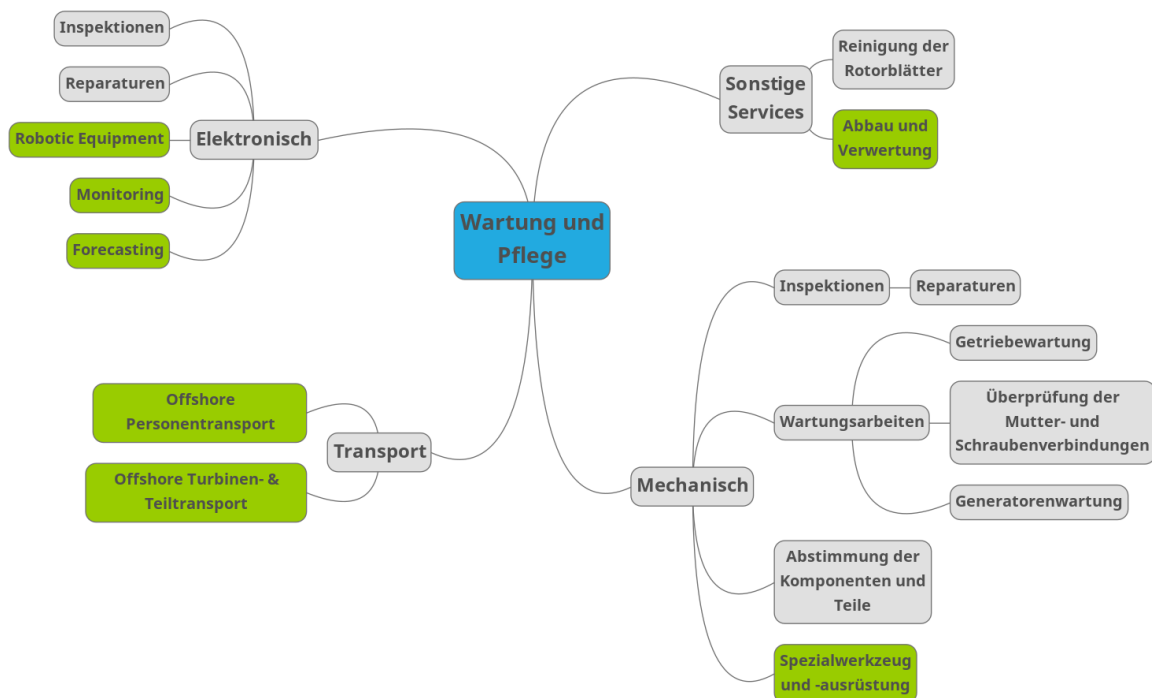 Inspektionen
Reparaturen
Robotic Equipment
Monitoring
Forecasting
Elektronisch
Wartung und
Pflege
Sonstige
Services
Reinigung der
Rotorblätter
Abbau und
Verwertung
Offshore
Personentransport
Offshore Turbinen- &
Teiltransport
Transport
Mechanisch
Inspektionen
Reparaturen
Wartungsarbeiten
Getriebewartung
Überprüfung der
Mutter- und
Schraubenverbindungen
Generatorenwartung
Abstimmung der
Komponenten und
Teile
Spezialwerkzeug
und -ausrüstung